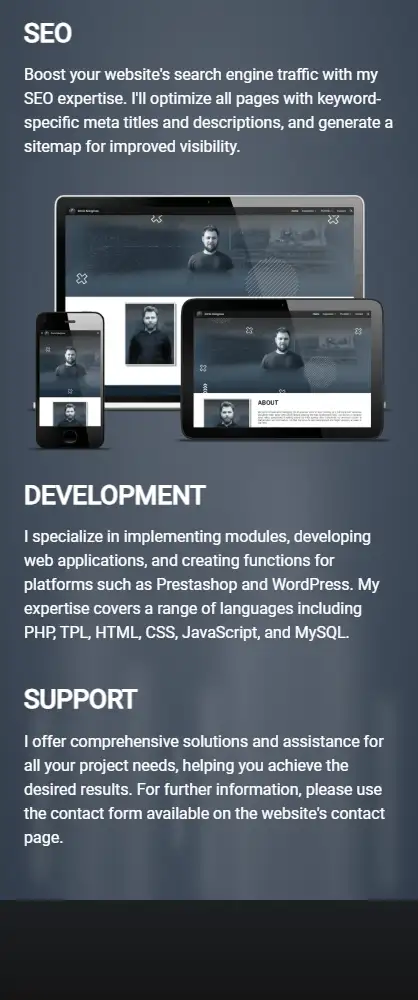 SEO
Boost your website's search engine traffic with my
SEO expertise. I'll optimize all pages with keyword-
specific meta titles and descriptions, and generate a
sitemap for improved visibility.
ABOUT
DEVELOPMENT
I specialize in implementing modules, developing
web applications, and creating functions for
platforms such as Prestashop and WordPress. My
expertise covers a range of languages including
PHP, TPL, HTML, CSS, JavaScript, and MySQL.
SUPPORT
I offer comprehensive solutions and assistance for
all your project needs, helping you achieve the
desired results. For further information, please use
the contact form available on the website's contact
page.